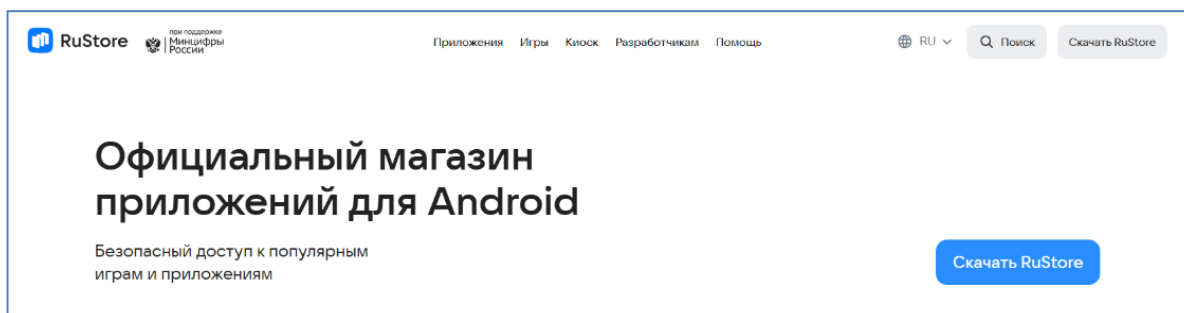 RuStore
при поддержке
Минцифры
России
Приложения Игры Киоск Разработчикам Помощь
RU
Поиск
Скачать RuStore
Официальный магазин
приложений для Android
Безопасный доступ к популярным
играм и приложениям
Скачать RuStore